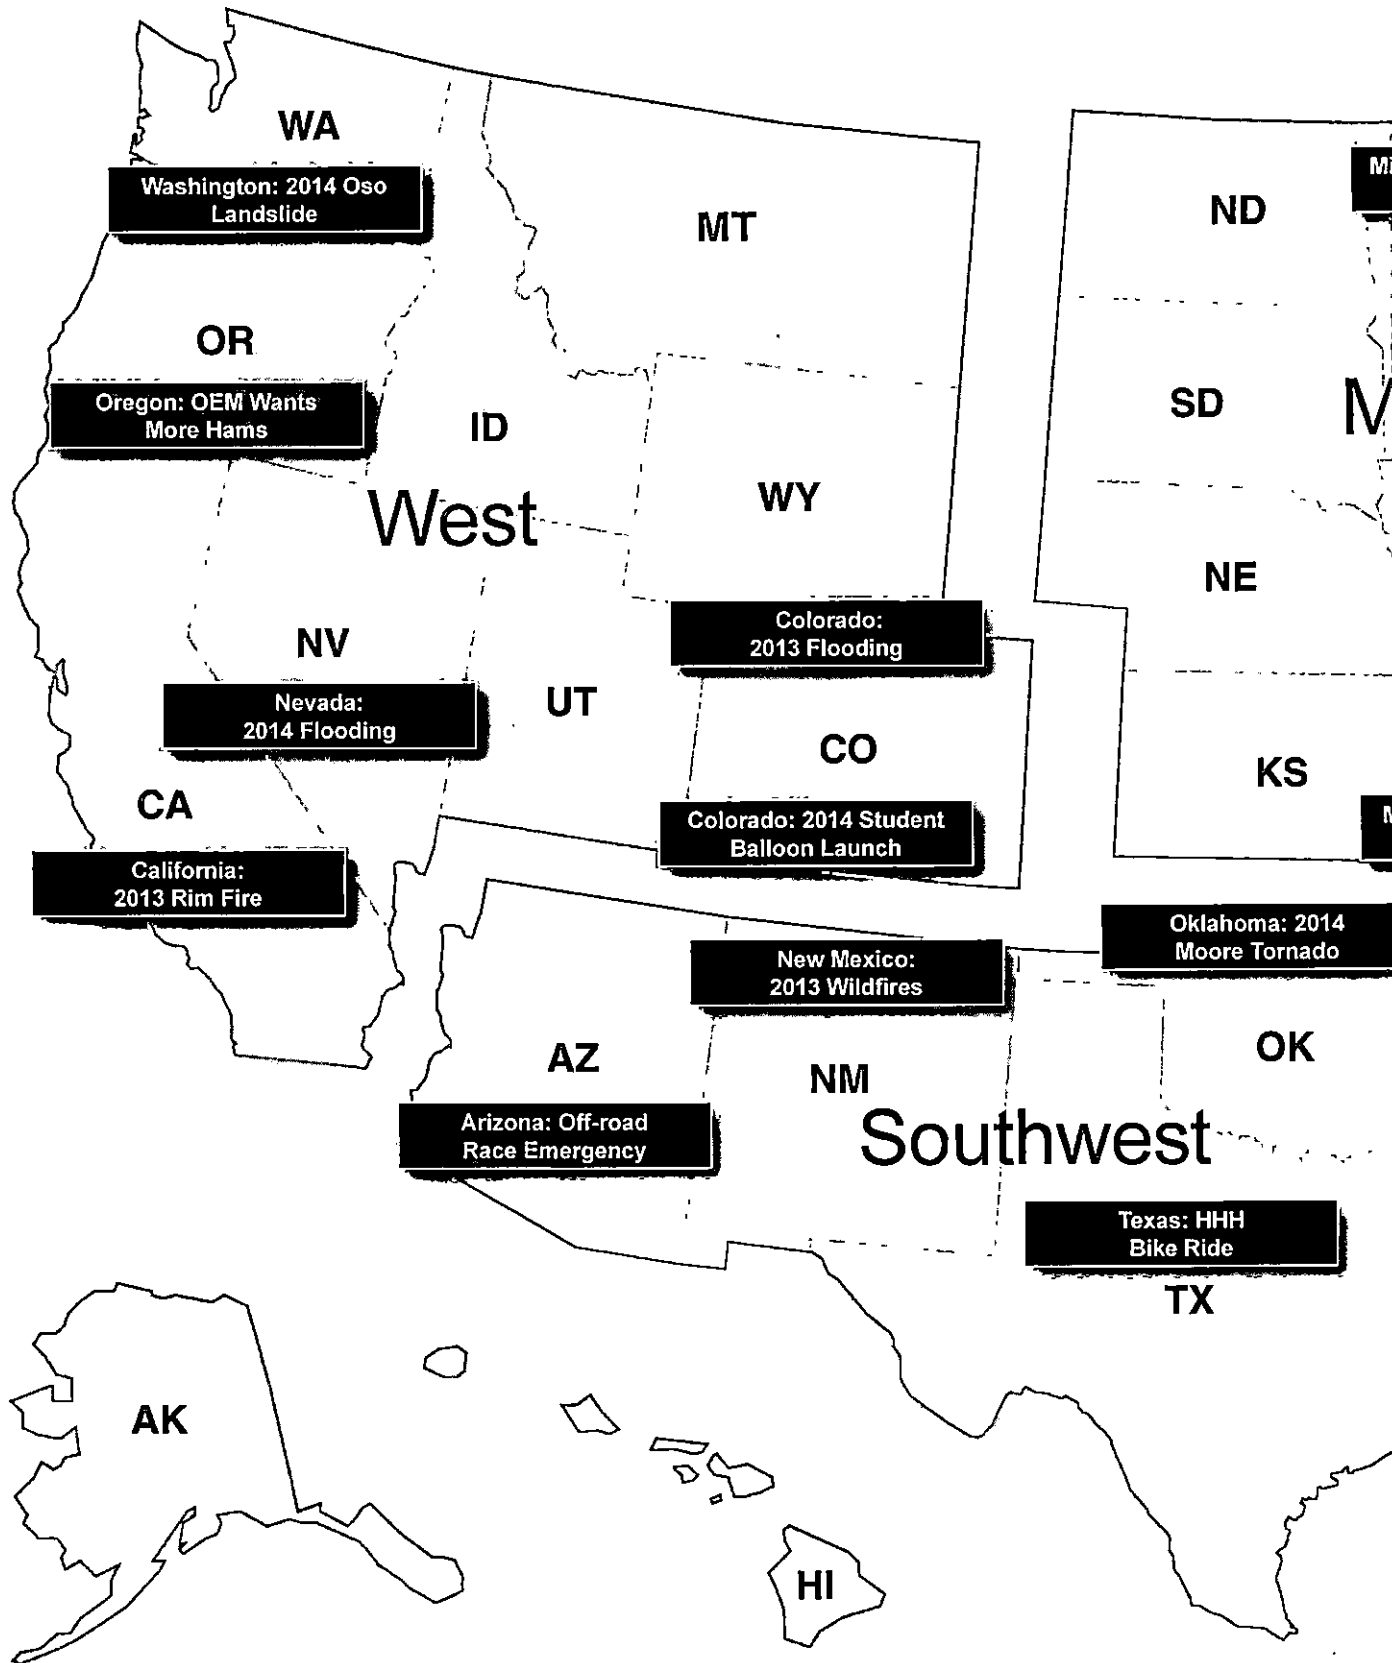 WA
Washington: 2014 Oso
Landslide
MT
ND
OR
Oregon: OEM Wants
More Hams
ID
SD
West
WY
NE
Colorado:
2013 Flooding
NV
Nevada:
2014 Flooding
UT
CO
KS
CA
Colorado: 2014 Student
Balloon Launch
California:
2013 Rim Fire
Oklahoma: 2014
Moore Tornado
New Mexico:
2013 Wildfires
AZ
NM
OK
Arizona: Off-road
Race Emergency
Southwest
Texas: HHH
Bike Ride
TX
AK
HI